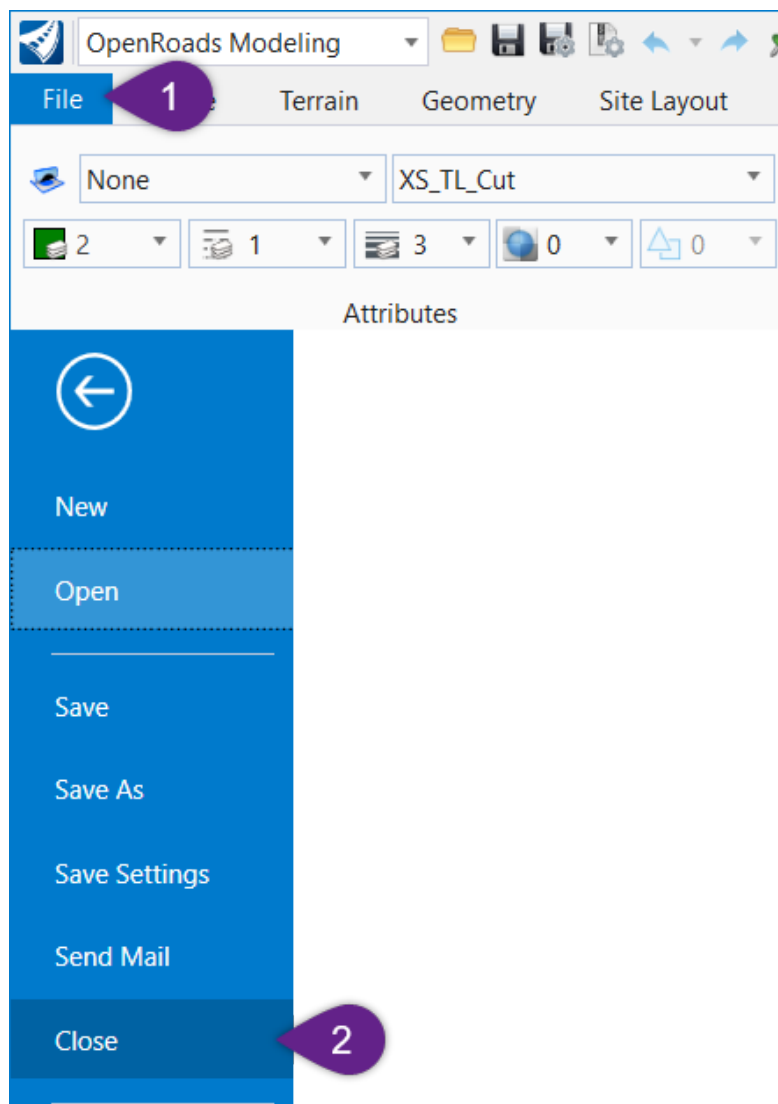 OpenRoads Modeling
File 1 e Terrain Geometry Site Layout
None XS_TL_Cut
2 1 3 0 0
Attributes
New
Open
Save
Save As
Save Settings
Send Mail
Close 2